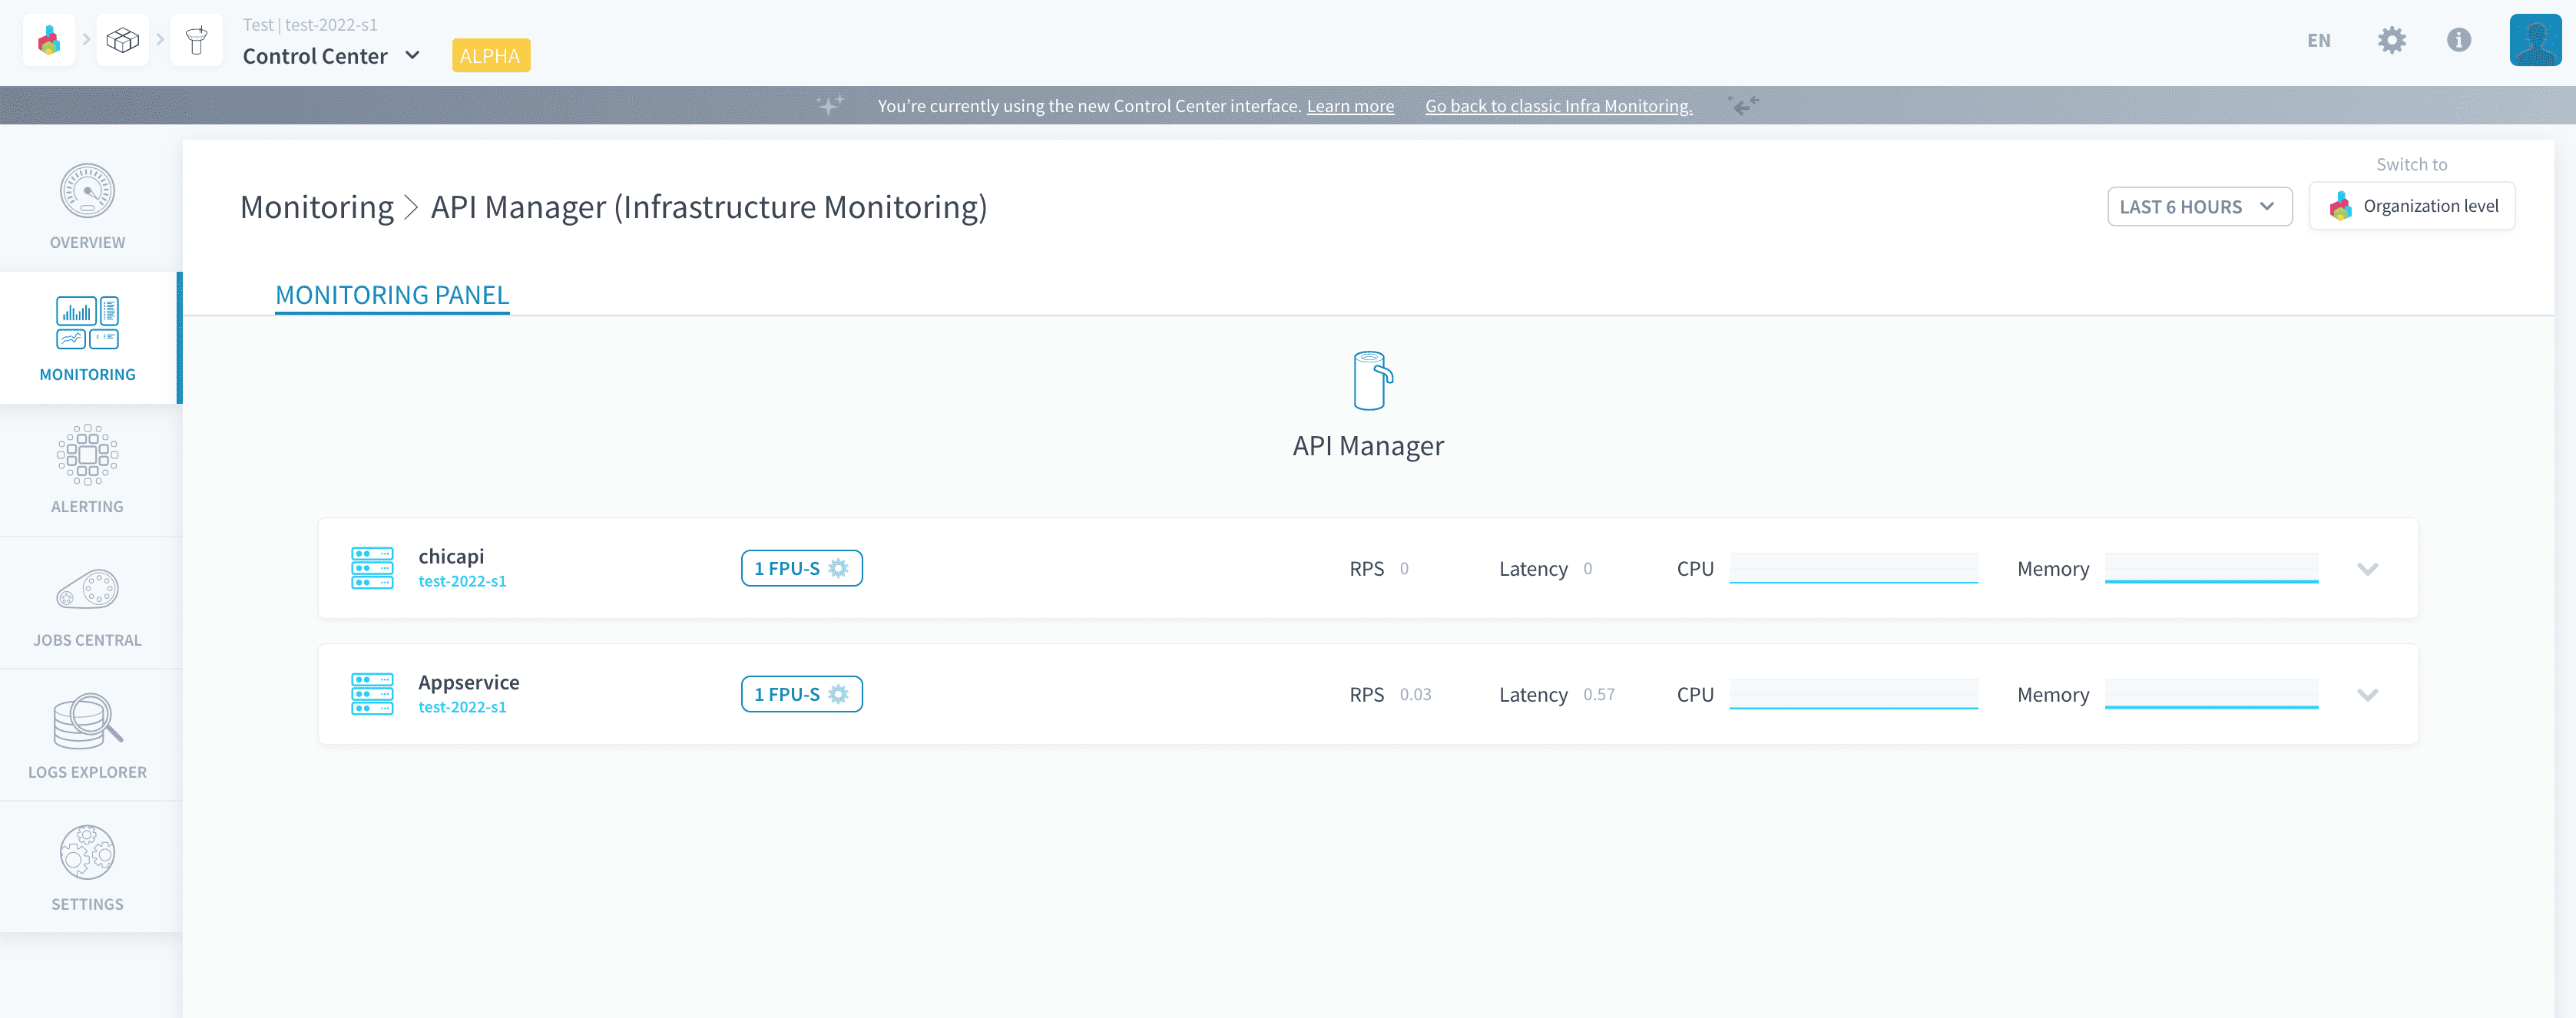 Test | test-2022-s1
Control Center
ALPHA
EN
You're currently using the new Control Center interface. Learn more Go back to classic Infra Monitoring.
OVERVIEW
MONITORING
ALERTING
JOBS CENTRAL
LOGS EXPLORER
SETTINGS
Monitoring > API Manager (Infrastructure Monitoring)
LAST 6 HOURS
Switch to
Organization level
MONITORING PANEL
API Manager
chicapi
test-2022-s1
1 FPU-S
RPS 0
Latency 0
CPU
Memory
Appservice
test-2022-s1
1 FPU-S
RPS 0.03
Latency 0.57
CPU
Memory